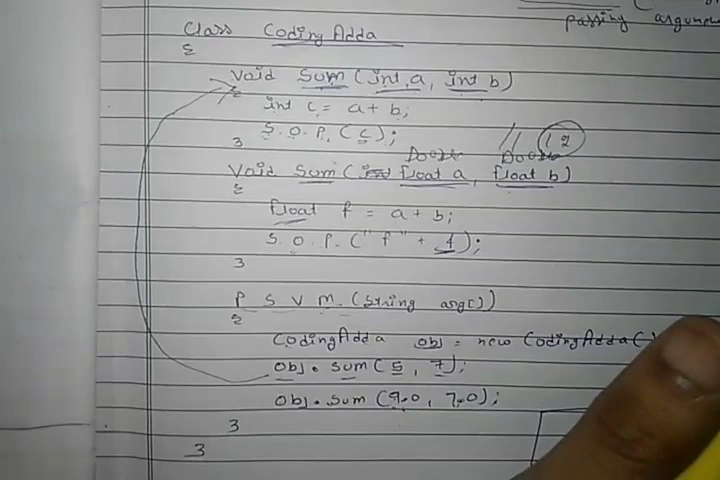 passing
Class CodingAdda
{
Void Sum (int a, int b)
{
int c = a + b;
S.O.P. (c);
}
12
Void Sum ( float a, float b)
{
float f = a + b;
S.O.P. ("f" + f);
}
P S V M (String arg[])
{
CodingAdda obj = new CodingAdda()
obj.sum(5, 7);
obj.sum(9.0, 7.0);
}
}